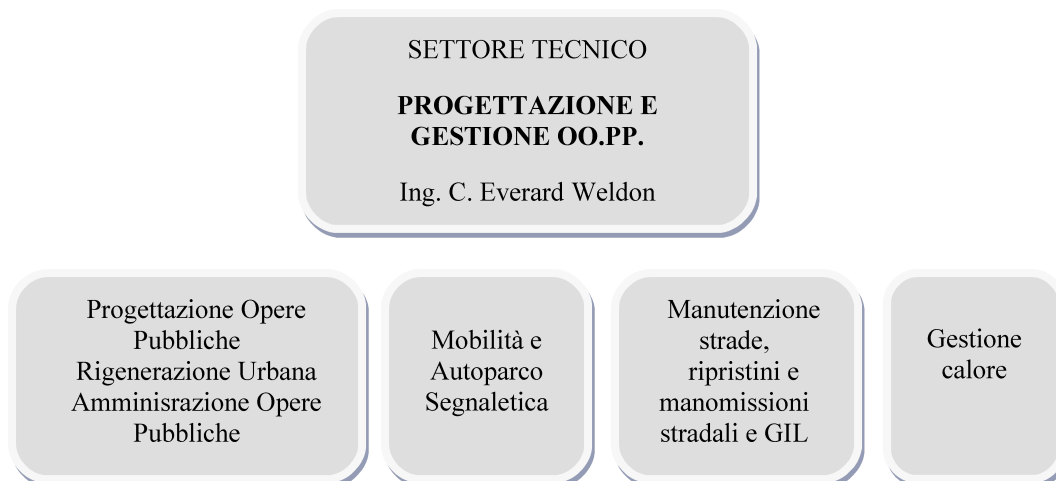 SETTORE TECNICO
PROGETTAZIONE E
GESTIONE OO.PP.
Ing. C. Everard Weldon
Progettazione Opere
Pubbliche
Rigenerazione Urbana
Amminisrazione Opere
Pubbliche
Mobilità e
Autoparco
Segnaletica
Manutenzione
strade,
ripristini e
manomissioni
stradali e GIL
Gestione
calore